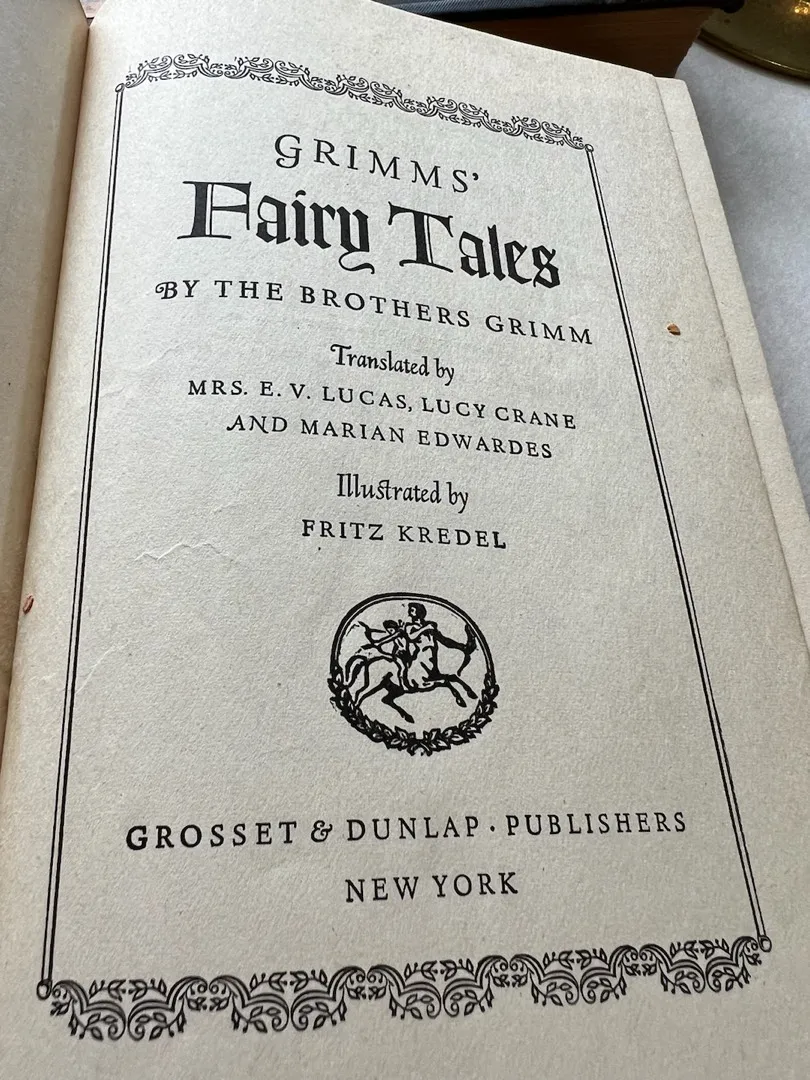 GRIMMS'
Fairy Tales
BY THE BROTHERS GRIMM
Translated by
MRS. E. V. LUCAS, LUCY CRANE
AND MARIAN EDWARDES
Illustrated by
FRITZ KREDEL
GROSSET & DUNLAP · PUBLISHERS
NEW YORK